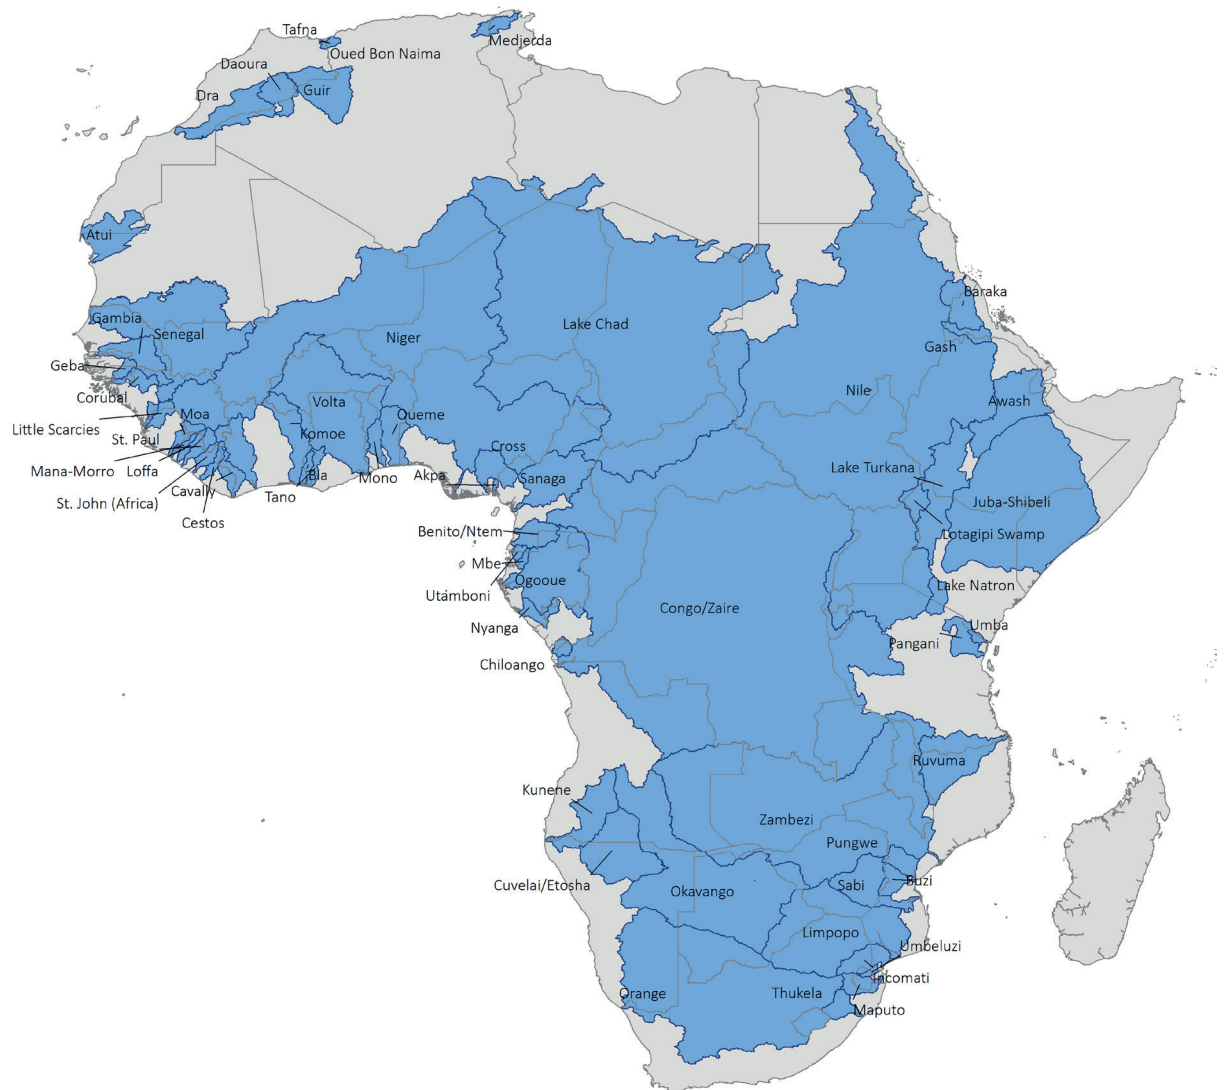 Tafna
Medjerda
Oued Bon Naima
Daoura
Dra
Guir
Atui
Gambia
Senegal
Geba
Corubal
Little Scarcies
Moa
St. Paul
Mana-Morro
Loffa
St. John (Africa)
Cavally
Cestos
Niger
Lake Chad
Volta
Komoe
Oueme
Bia
Tano
Mono
Akpa
Cross
Sanaga
Baraka
Gash
Nile
Awash
Lake Turkana
Juba-Shibeli
Lotagipi Swamp
Lake Natron
Umba
Pangani
Benito/Ntem
Mbe
Utamboni
Ogooue
Nyanga
Chiloango
Congo/Zaire
Ruvuma
Kunene
Zambezi
Pungwe
Cuvelai/Etosha
Okavango
Sabi
Buzi
Limpopo
Umbeluzi
Incomati
Orange
Thukela
Maputo